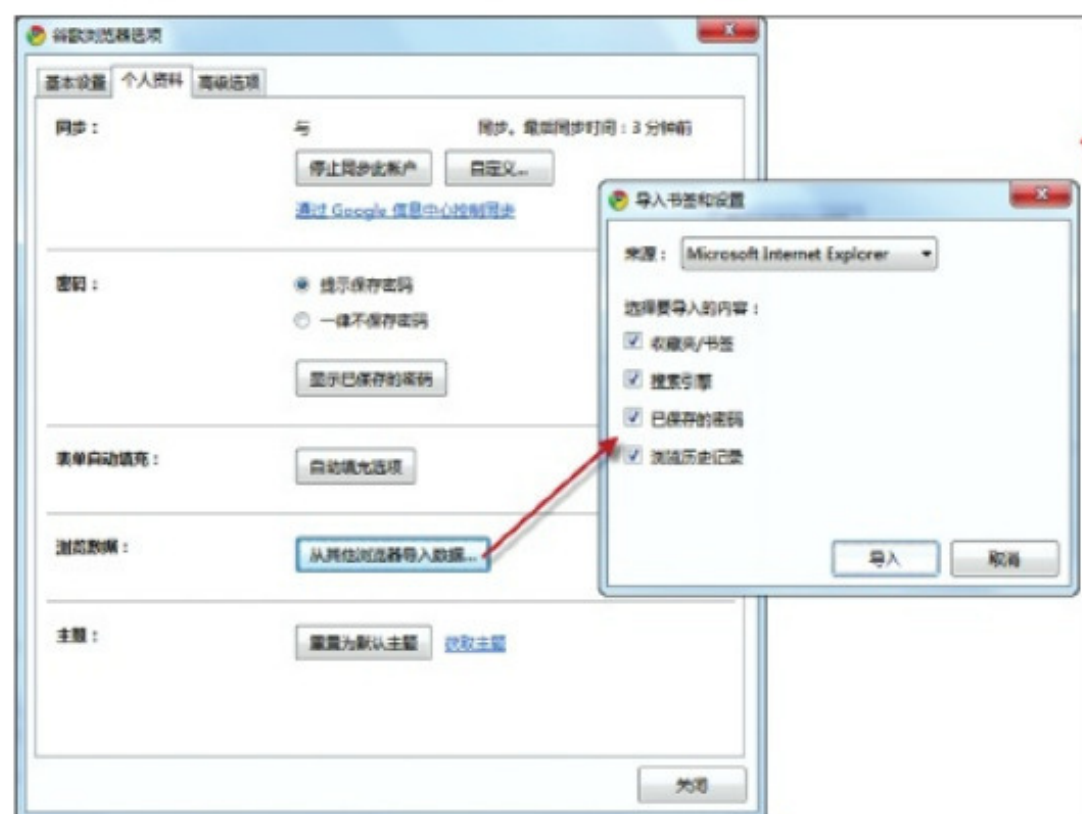 谷歌浏览器选项
基本设置 个人资料 高级选项
同步： 与 同步。最后同步时间：3 分钟前
停止同步此帐户 自定义...
通过 Google 信息中心控制同步
密码： 提示保存密码
一律不保存密码
显示已保存的密码
表单自动填充： 自动填充选项
浏览数据： 从其他浏览器导入数据...
主题： 重置为默认主题 获取主题
关闭
导入书签和设置
来源： Microsoft Internet Explorer
选择要导入的内容：
收藏夹/书签
搜索引擎
已保存的密码
浏览历史记录
导入 取消